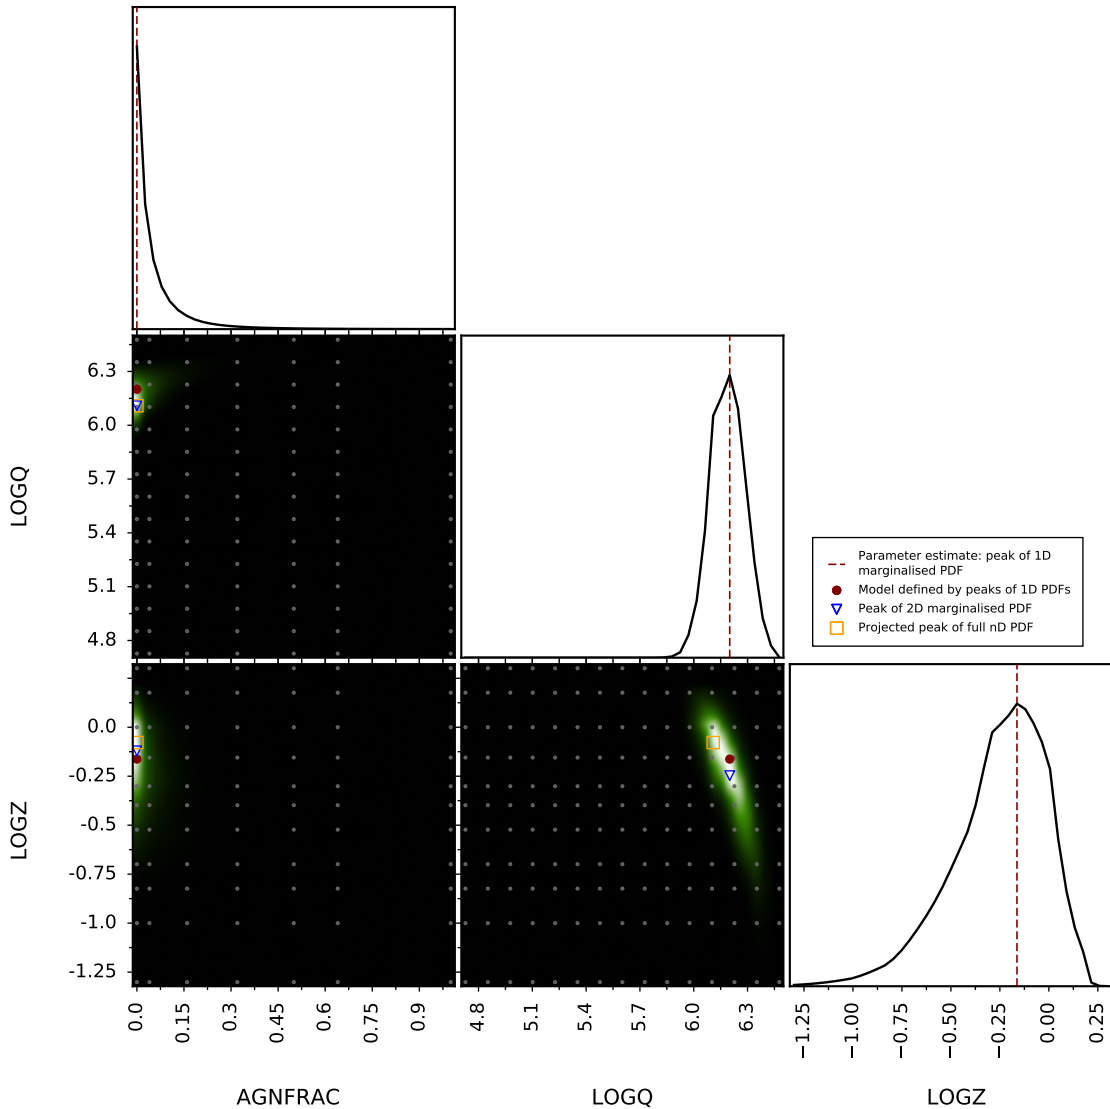 6.3
6.0
5.7
5.4
5.1
4.8
LOGQ
Parameter estimate: peak of 1D
marginalised PDF
Model defined by peaks of 1D PDFs
Peak of 2D marginalised PDF
Projected peak of full nD PDF
0.0
-0.25
-0.5
-0.75
-1.0
-1.25
LOGZ
0.0 0.15 0.3 0.45 0.6 0.75 0.9
4.8 5.1 5.4 5.7 6.0 6.3
−1.25 −1.00 −0.75 −0.50 −0.25 0.00 0.25
AGNFRAC LOGQ LOGZ